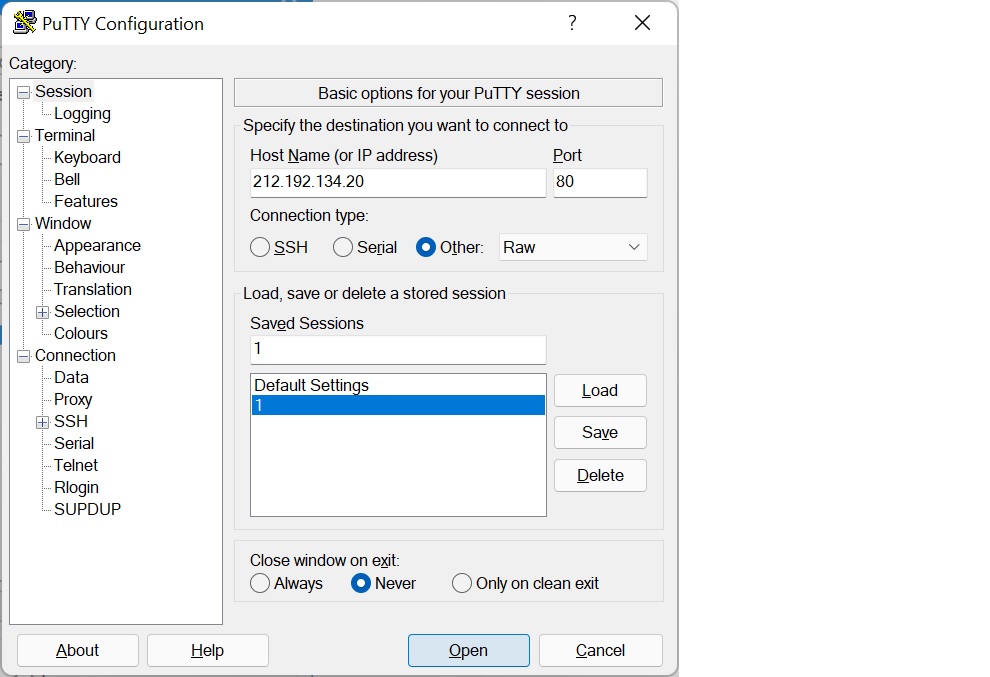 PuTTY Configuration ?
Category:
Session
Logging
Terminal
Keyboard
Bell
Features
Window
Appearance
Behaviour
Translation
Selection
Colours
Connection
Data
Proxy
SSH
Serial
Telnet
Rlogin
SUPDUP
Basic options for your PuTTY session
Specify the destination you want to connect to
Host Name (or IP address) Port
212.192.134.20 80
Connection type:
SSH Serial Other: Raw
Load, save or delete a stored session
Saved Sessions
1
Default Settings
1
Load
Save
Delete
Close window on exit:
Always Never Only on clean exit
About Help Open Cancel